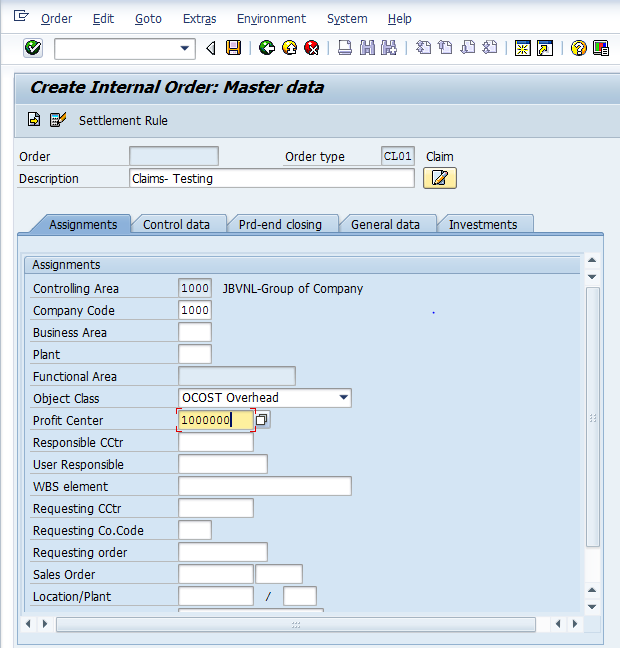 Order Edit Goto Extras Environment System Help
Create Internal Order: Master data
Settlement Rule
Order Order type CL01 Claim
Description Claims- Testing
Assignments Control data Prd-end closing General data Investments
Assignments
Controlling Area 1000 JBVNL-Group of Company
Company Code 1000
Business Area
Plant
Functional Area
Object Class OCOST Overhead
Profit Center 1000000
Responsible CCtr
User Responsible
WBS element
Requesting CCtr
Requesting Co.Code
Requesting order
Sales Order
Location/Plant /